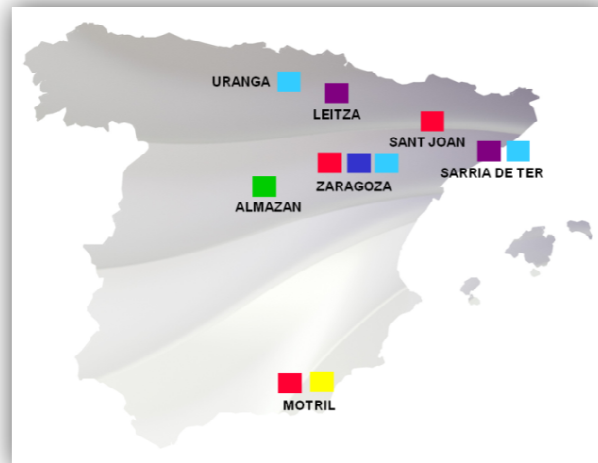 URANGA
LEITZA
SANT JOAN
ZARAGOZA
SARRIA DE TER
ALMAZAN
MOTRIL